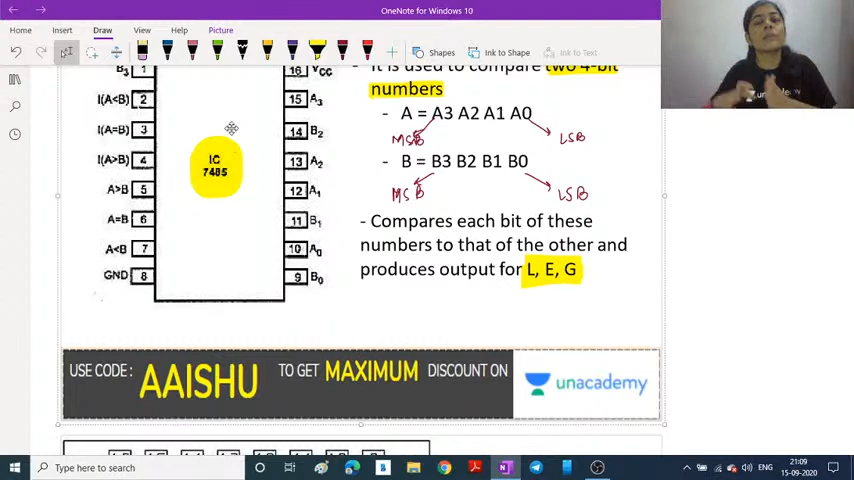 OneNote for Windows 10
Home
Insert
Draw
View
Help
Picture
Shapes
Ink to Shape
Ink to Text
B3 1
I(A<B) 2
I(A=B) 3
I(A>B) 4
A>B 5
A=B 6
A<B 7
GND 8
IC
7485
16 VCC
15 A3
14 B2
13 A2
12 A1
11 B1
10 A0
9 B0
- It is used to compare two 4-bit
numbers
- A = A3 A2 A1 A0
MSB
LSB
- B = B3 B2 B1 B0
MSB
LSB
- Compares each bit of these
numbers to that of the other and
produces output for L, E, G
unacademy
USE CODE : AAISHU TO GET MAXIMUM DISCOUNT ON
unacademy
Type here to search
ENG
21:09
15-09-2020